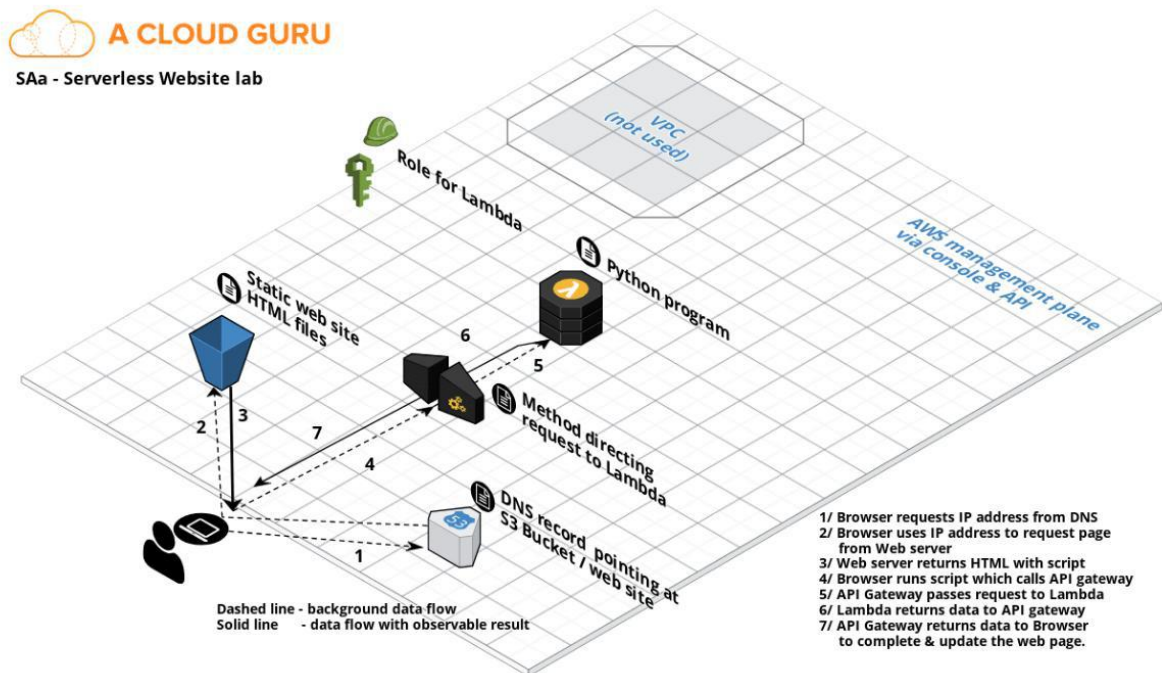 A CLOUD GURU
SAa - Serverless Website lab
VPC
(not used)
Role for Lambda
AWS management plane
via console & API
Python program
Static web site
HTML files
6
5
3
2
7
4
Method directing
request to Lambda
DNS record pointing at
S3 Bucket / web site
53
1
Dashed line - background data flow
Solid line - data flow with observable result
1/ Browser requests IP address from DNS
2/ Browser uses IP address to request page
from Web server
3/ Web server returns HTML with script
4/ Browser runs script which calls API gateway
5/ API Gateway passes request to Lambda
6/ Lambda returns data to API gateway
7/ API Gateway returns data to Browser
to complete & update the web page.